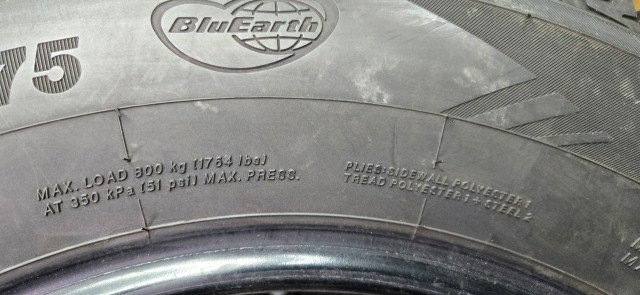 BluEarth
75
MAX. LOAD 800 kg (1764 lbs)
AT 350 kPa (51 psi) MAX. PRESS.
PLIES:SIDEWALL POLYESTER 1
TREAD POLYESTER 1 + STEEL 2